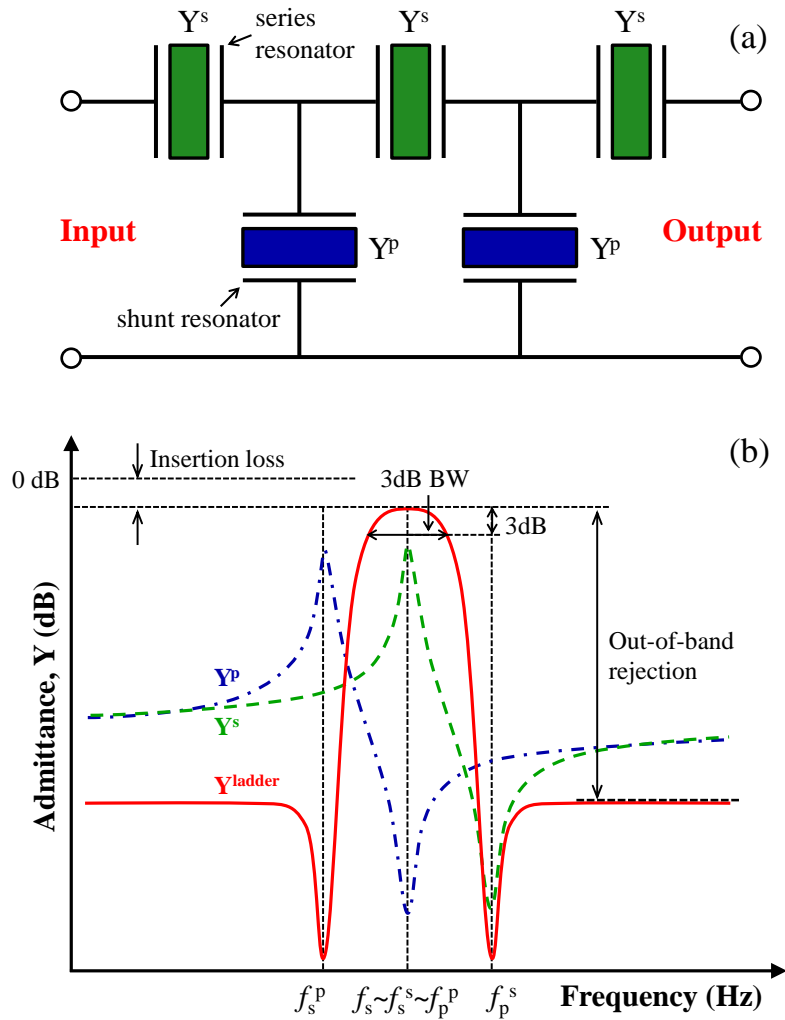 Yˢ
series
resonator
Yˢ
Yˢ
(a)
Input
Yᵖ
Yᵖ
Output
shunt resonator
(b)
0 dB
Insertion loss
3dB BW
3dB
Admittance, Y (dB)
Out-of-band
rejection
Yᵖ
Yˢ
Yˡᵃᵈᵈᵉʳ
fₛᵖ
fₛ~fₛˢ~fₚᵖ
fₚˢ
Frequency (Hz)